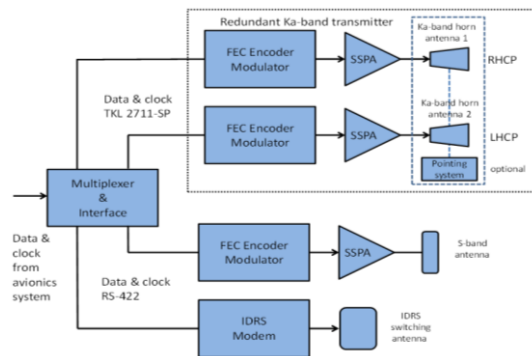 Redundant Ka-band transmitter
Ka-band horn
antenna 1
FEC Encoder
Modulator
SSPA
RHCP
Data & clock
TKL 2711-SP
Ka-band horn
antenna 2
FEC Encoder
Modulator
SSPA
LHCP
Pointing
system
optional
Multiplexer
&
Interface
Data &
clock
from
avionics
system
Data & clock
RS-422
FEC Encoder
Modulator
SSPA
S-band
antenna
IDRS
Modem
IDRS
switching
antenna